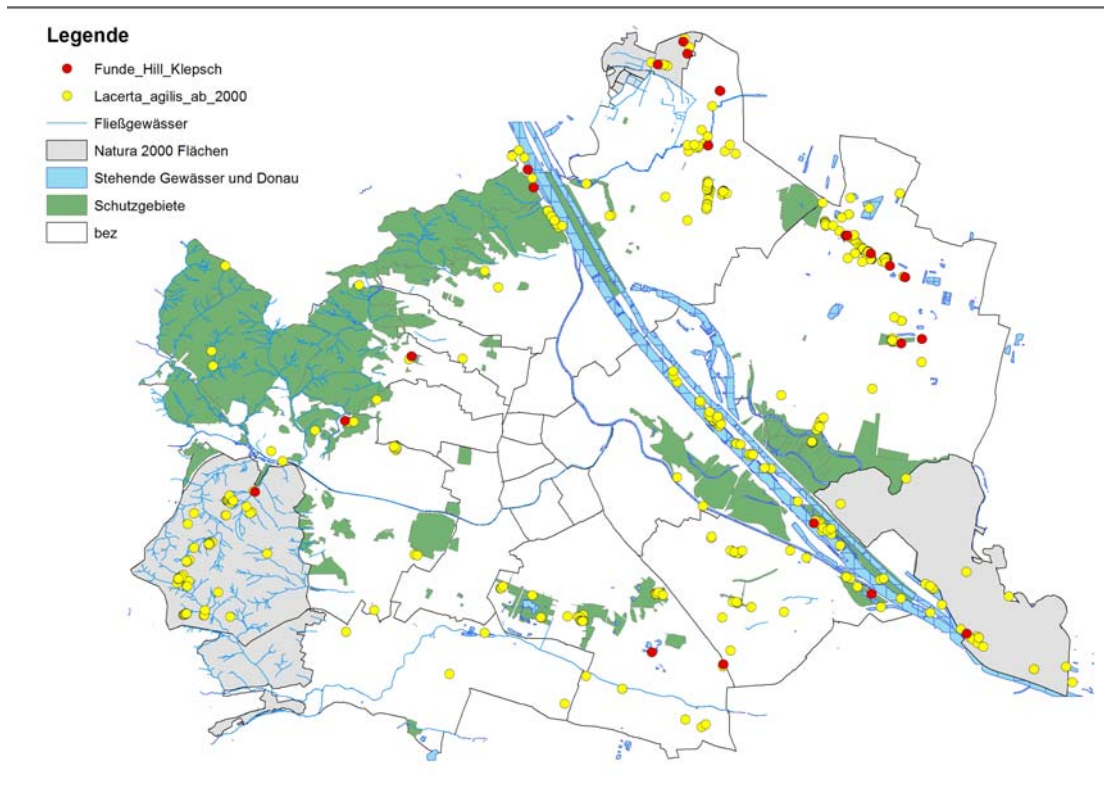 Legende
Funde_Hill_Klepsch
Lacerta_agilis_ab_2000
Fließgewässer
Natura 2000 Flächen
Stehende Gewässer und Donau
Schutzgebiete
bez